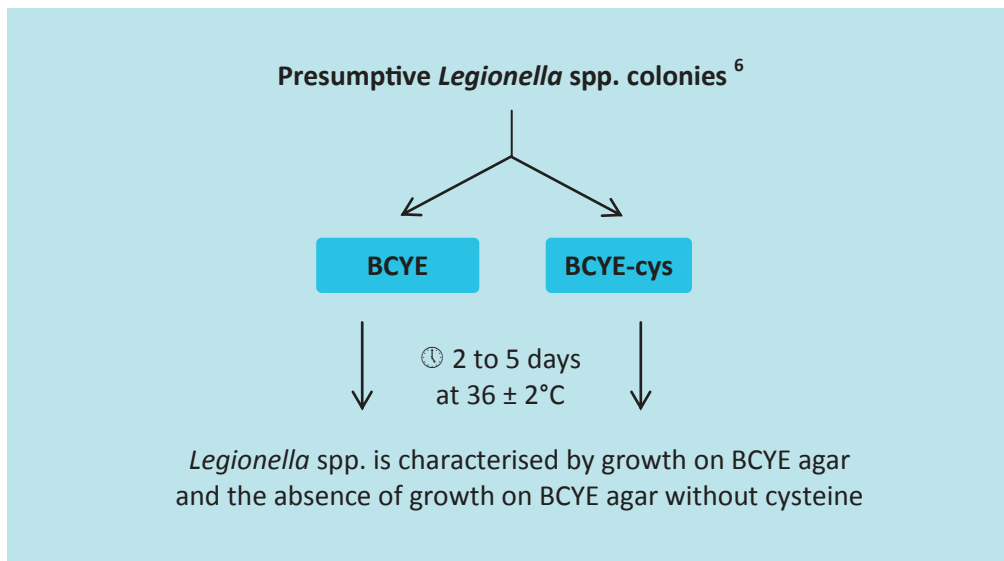 Presumptive Legionella spp. colonies 6
BCYE
BCYE-cys
2 to 5 days
at 36 ± 2°C
Legionella spp. is characterised by growth on BCYE agar
and the absence of growth on BCYE agar without cysteine